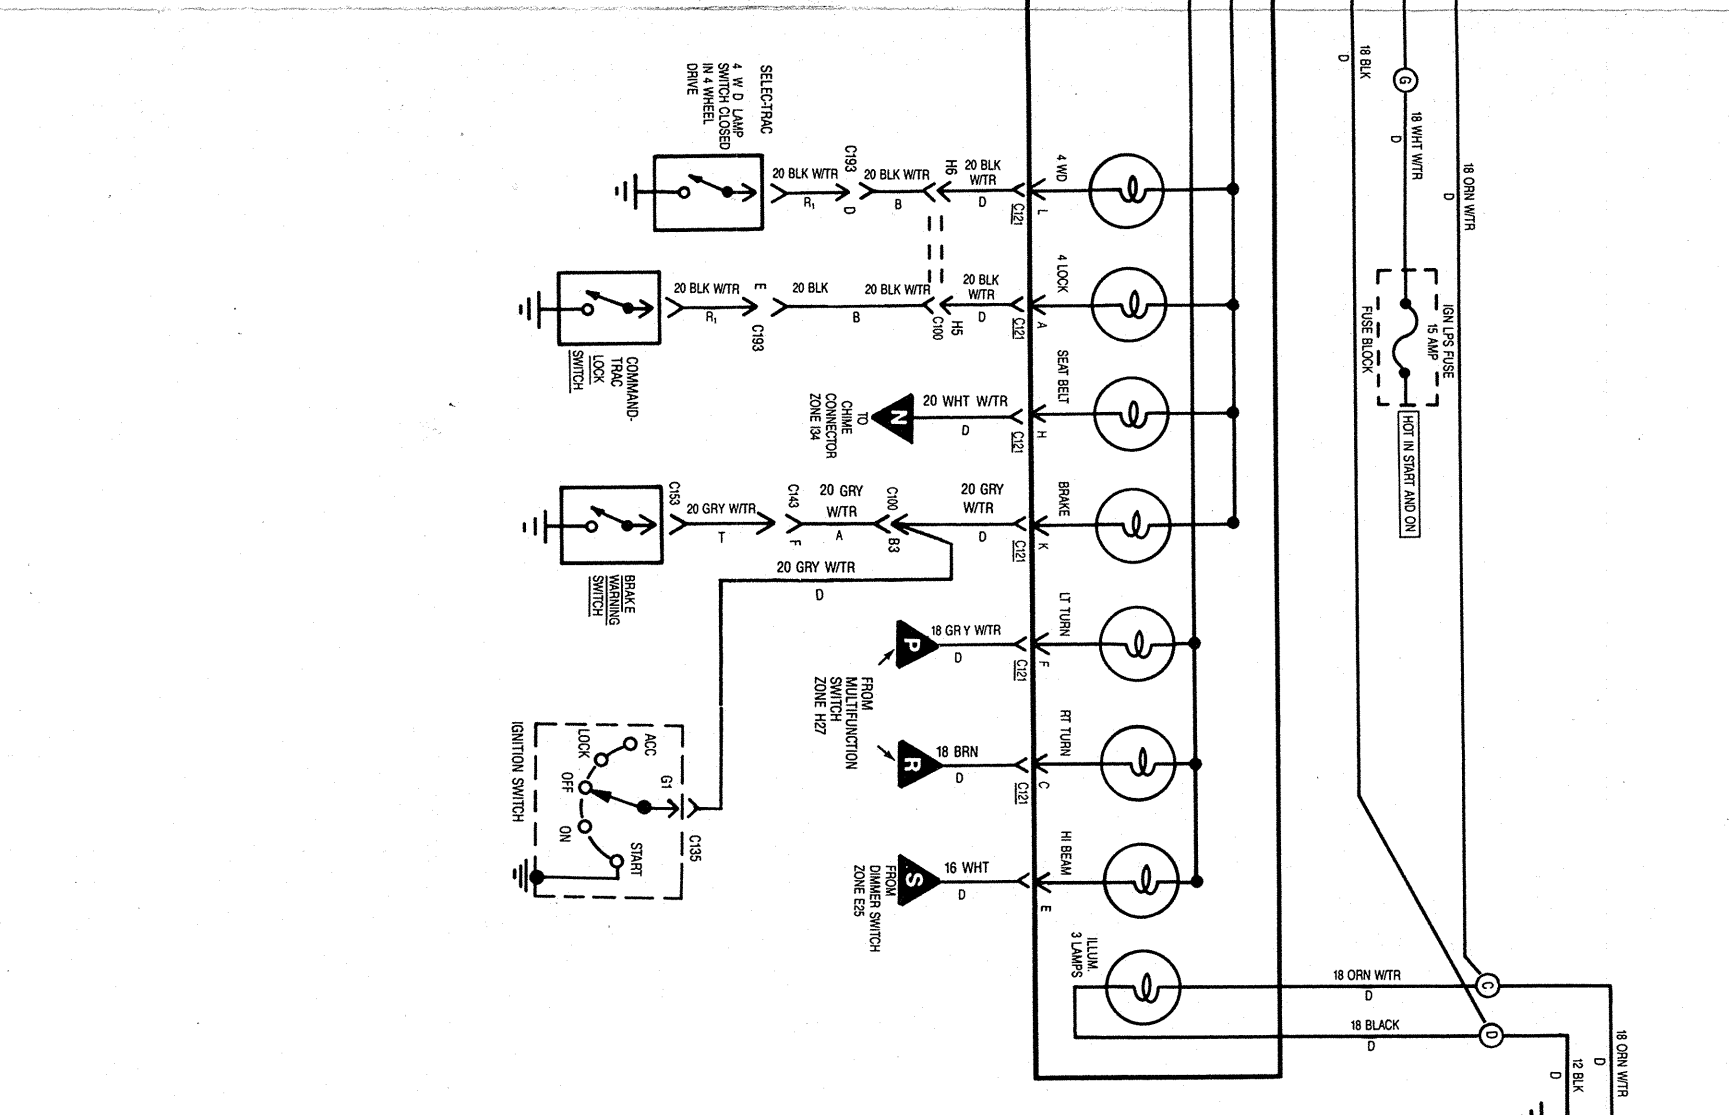 SELEC-TRAC
4 W D LAMP
SWITCH CLOSED
IN 4 WHEEL
DRIVE
20 BLK W/TR
R1
C193
D
20 BLK W/TR
B
H6
20 BLK
W/TR
D
C121
L
4 WD
COMMAND-
TRAC
LOCK
SWITCH
20 BLK W/TR
R1
E
C193
20 BLK
20 BLK W/TR
B
C100
H5
20 BLK
W/TR
D
C121
A
4 LOCK
TO
CHIME
CONNECTOR
ZONE I34
N
20 WHT W/TR
D
C121
H
SEAT BELT
BRAKE
WARNING
SWITCH
C153
20 GRY W/TR
T
C143
F
20 GRY
W/TR
A
C100
B3
20 GRY
W/TR
D
C121
K
BRAKE
20 GRY W/TR
D
P
18 GRY W/TR
D
C121
F
LT TURN
FROM
MULTIFUNCTION
SWITCH
ZONE H27
R
18 BRN
D
C121
C
RT TURN
S
16 WHT
D
E
HI BEAM
FROM
DIMMER SWITCH
ZONE E25
IGNITION SWITCH
ACC
LOCK
OFF
ON
START
G1
C135
ILLUM.
3 LAMPS
18 ORN W/TR
D
C
18 BLACK
D
D
18 BLK
D
G
18 WHT W/TR
D
18 ORN W/TR
D
IGN LPS FUSE
15 AMP
FUSE BLOCK
HOT IN START AND ON
18 ORN W/TR
D
12 BLK
D